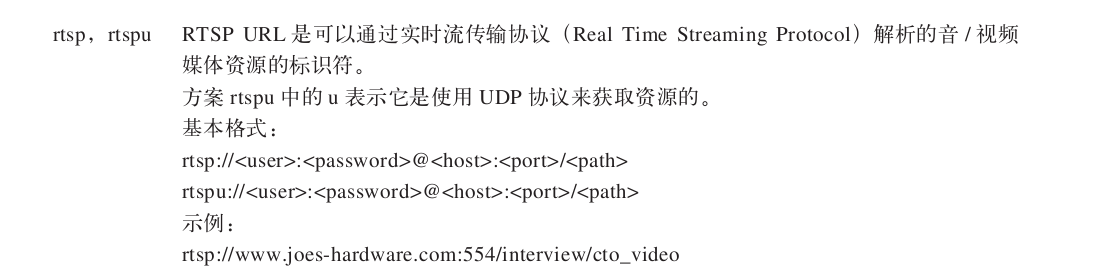 rtsp，rtspu RTSP URL 是可以通过实时流传输协议（Real Time Streaming Protocol）解析的音 / 视频
媒体资源的标识符。
方案 rtspu 中的 u 表示它是使用 UDP 协议来获取资源的。
基本格式：
rtsp://<user>:<password>@<host>:<port>/<path>
rtspu://<user>:<password>@<host>:<port>/<path>
示例：
rtsp://www.joes-hardware.com:554/interview/cto_video